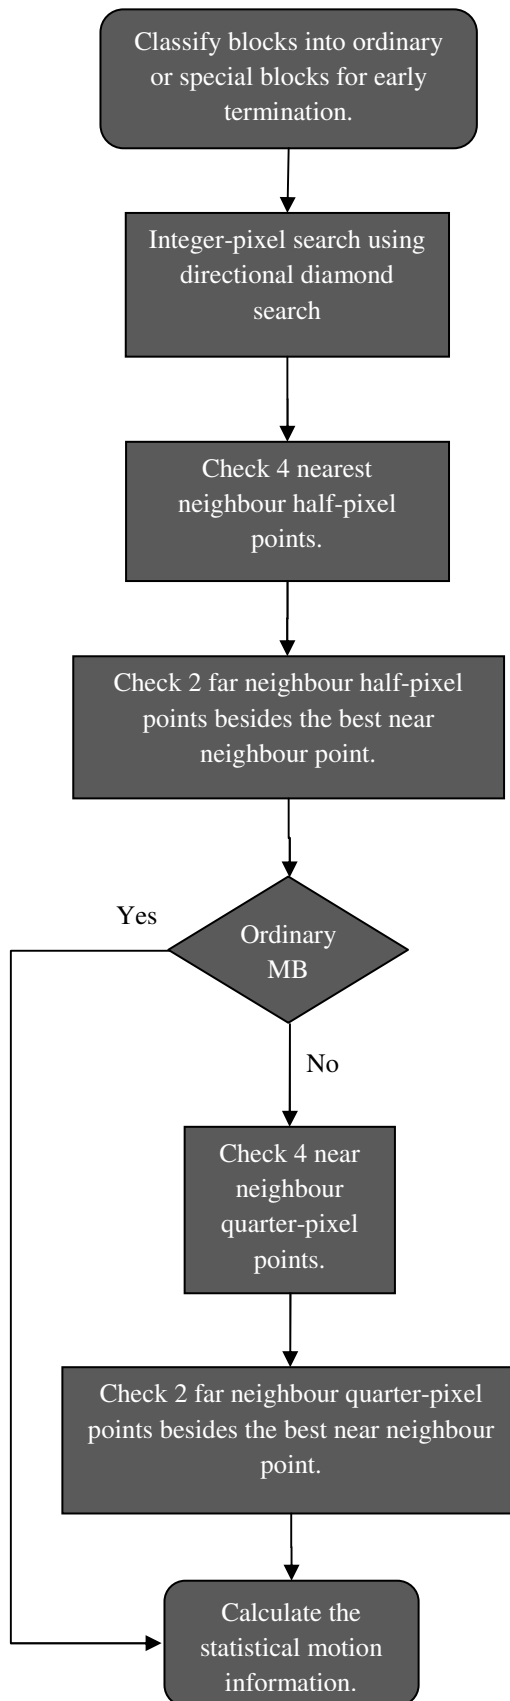 Classify blocks into ordinary
or special blocks for early
termination.
Integer-pixel search using
directional diamond
search
Check 4 nearest
neighbour half-pixel
points.
Check 2 far neighbour half-pixel
points besides the best near
neighbour point.
Yes
Ordinary
MB
No
Check 4 near
neighbour
quarter-pixel
points.
Check 2 far neighbour quarter-pixel
points besides the best near neighbour
point.
Calculate the
statistical motion
information.